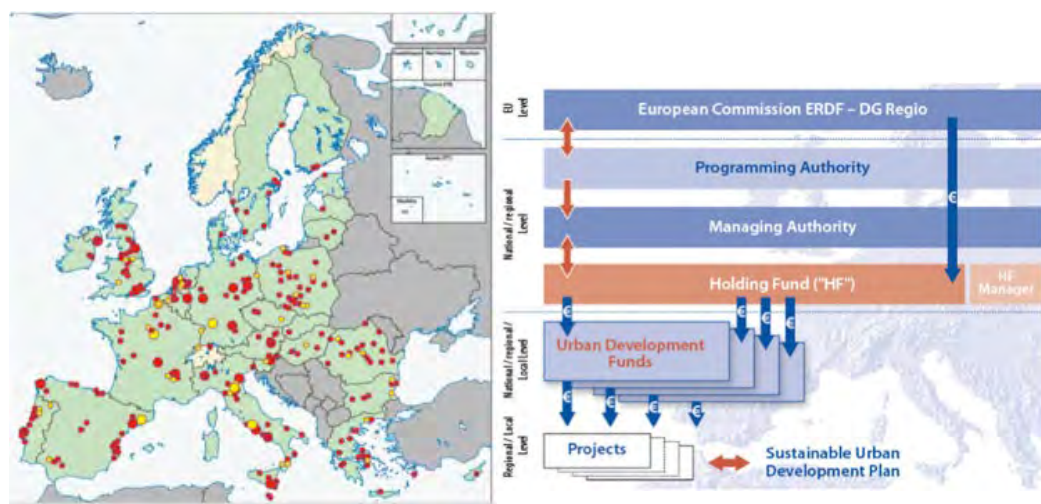 EU
Level
European Commission ERDF – DG Regio
Programming Authority
National / regional
Level
Managing Authority
€
Holding Fund ("HF")
HF
Manager
€
€
€
€
National / regional /
Local Level
Urban Development
Funds
€
€
€
€
Regional / Local
Level
Projects
Sustainable Urban
Development Plan